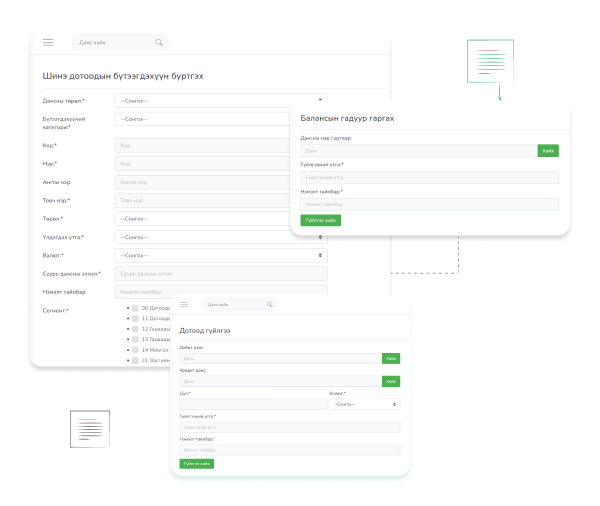 Данс хайх
Шинэ дотоодын бүтээгдэхүүн бүртгэх
Дансны төрөл:*
--Сонгох--
Бүтээгдэхүүний
категори:*
--Сонгох--
Код:*
Код
Нэр:*
Нэр
Англи нэр:
Англи нэр
Товч нэр:*
Товч нэр
Төрөл:*
--Сонгох--
Үлдэгдэл утга:*
--Сонгох--
Валют:*
--Сонгох--
Суурь дансны эхлэл:*
Суурь дансны эхлэл
Нэмэлт тайлбар
Нэмэлт тайлбар
Сегмент:*
00 Дотоод
11 Дотоод
12 Гадаад
13 Гадаад
14 Монгол
21 Засгийн
Балансын гадуур гаргах
Дансны нэр / дугаар:
Данс
Хайх
Гүйлгээний утга:*
Гүйлгээний утга
Нэмэлт тайлбар:*
Нэмэлт тайлбар
Гүйлгээ хийх
Данс хайх
Дотоод гүйлгээ
Дебит данс:
Данс
Хайх
Кредит данс:
Данс
Хайх
Дүн:*
Валют:*
--Сонгох--
Гүйлгээний утга:*
Гүйлгээний утга
Нэмэлт тайлбар:
Нэмэлт тайлбар
Гүйлгээ хийх